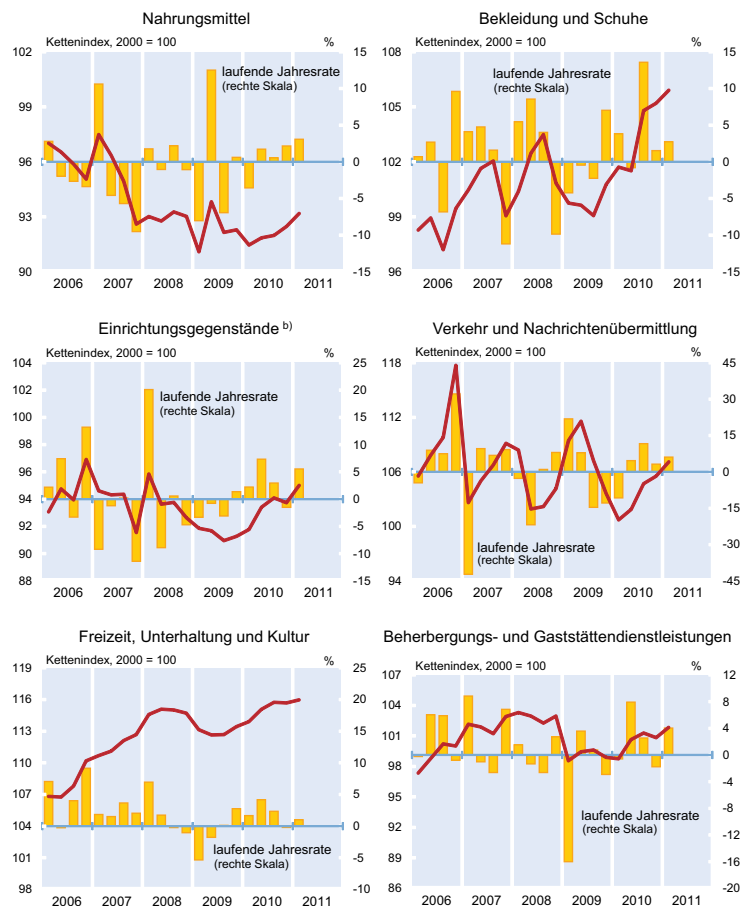 Nahrungsmittel
Kettenindex, 2000 = 100 %
102 15
laufende Jahresrate
(rechte Skala)
10
99
5
96 0
-5
93
-10
90 -15
2006 2007 2008 2009 2010 2011
Bekleidung und Schuhe
Kettenindex, 2000 = 100 %
108 15
laufende Jahresrate
(rechte Skala)
10
105
5
102 0
-5
99
-10
96 -15
2006 2007 2008 2009 2010 2011
Einrichtungsgegenstände b)
Kettenindex, 2000 = 100 %
104 25
102 20
laufende Jahresrate
(rechte Skala)
100 15
98 10
96 5
94 0
92 -5
90 -10
88 -15
2006 2007 2008 2009 2010 2011
Verkehr und Nachrichtenübermittlung
Kettenindex, 2000 = 100 %
118 45
30
112
15
106 0
-15
100
-30
laufende Jahresrate
(rechte Skala)
94 -45
2006 2007 2008 2009 2010 2011
Freizeit, Unterhaltung und Kultur
Kettenindex, 2000 = 100 %
119 25
116 20
113 15
110 10
107 5
104 0
laufende Jahresrate
(rechte Skala)
101 -5
98 -10
2006 2007 2008 2009 2010 2011
Beherbergungs- und Gaststättendienstleistungen
Kettenindex, 2000 = 100 %
107 12
104 8
101 4
98 0
95 -4
92 -8
laufende Jahresrate
(rechte Skala)
-12
89 -16
86 -20
2006 2007 2008 2009 2010 2011